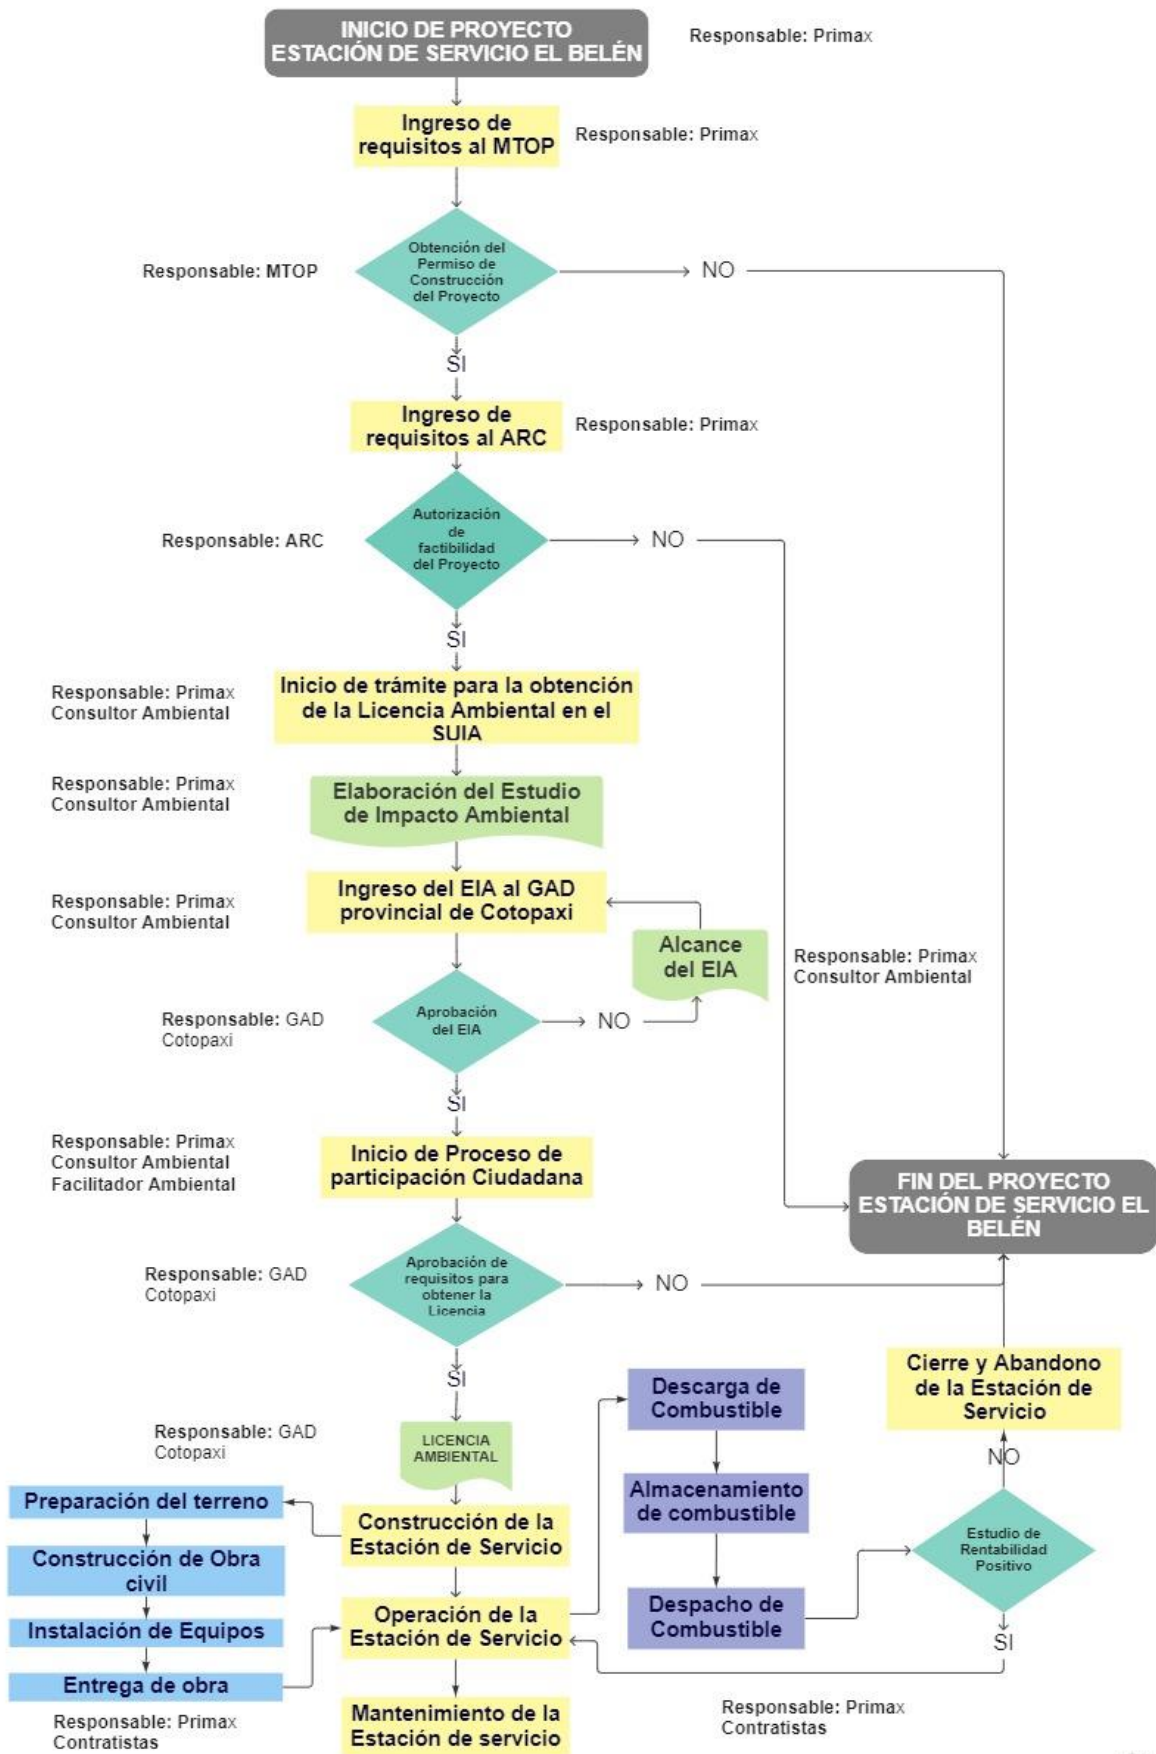 INICIO DE PROYECTO
ESTACIÓN DE SERVICIO EL BELÉN
Responsable: Primax
Ingreso de
requisitos al MTOP
Responsable: Primax
Obtención del
Permiso de
Construcción
del Proyecto
Responsable: MTOP
NO
SI
Ingreso de
requisitos al ARC
Responsable: Primax
Autorización
de
factibilidad
del Proyecto
Responsable: ARC
NO
SI
Responsable: Primax
Consultor Ambiental
Inicio de trámite para la obtención
de la Licencia Ambiental en el
SUIA
Responsable: Primax
Consultor Ambiental
Elaboración del Estudio
de Impacto Ambiental
Responsable: Primax
Consultor Ambiental
Ingreso del EIA al GAD
provincial de Cotopaxi
Alcance
del EIA
Responsable: Primax
Consultor Ambiental
Responsable: GAD
Cotopaxi
Aprobación
del EIA
NO
SI
Responsable: Primax
Consultor Ambiental
Facilitador Ambiental
Inicio de Proceso de
participación Ciudadana
FIN DEL PROYECTO
ESTACIÓN DE SERVICIO EL
BELÉN
Responsable: GAD
Cotopaxi
Aprobación de
requisitos para
obtener la
Licencia
NO
SI
Responsable: GAD
Cotopaxi
LICENCIA
AMBIENTAL
Descarga de
Combustible
Cierre y Abandono
de la Estación de
Servicio
NO
Preparación del terreno
Construcción de la
Estación de Servicio
Almacenamiento
de combustible
Estudio de
Rentabilidad
Positivo
Construcción de Obra
civil
Operación de la
Estación de Servicio
Despacho de
Combustible
SI
Instalación de Equipos
Entrega de obra
Mantenimiento de la
Estación de servicio
Responsable: Primax
Contratistas
Responsable: Primax
Contratistas